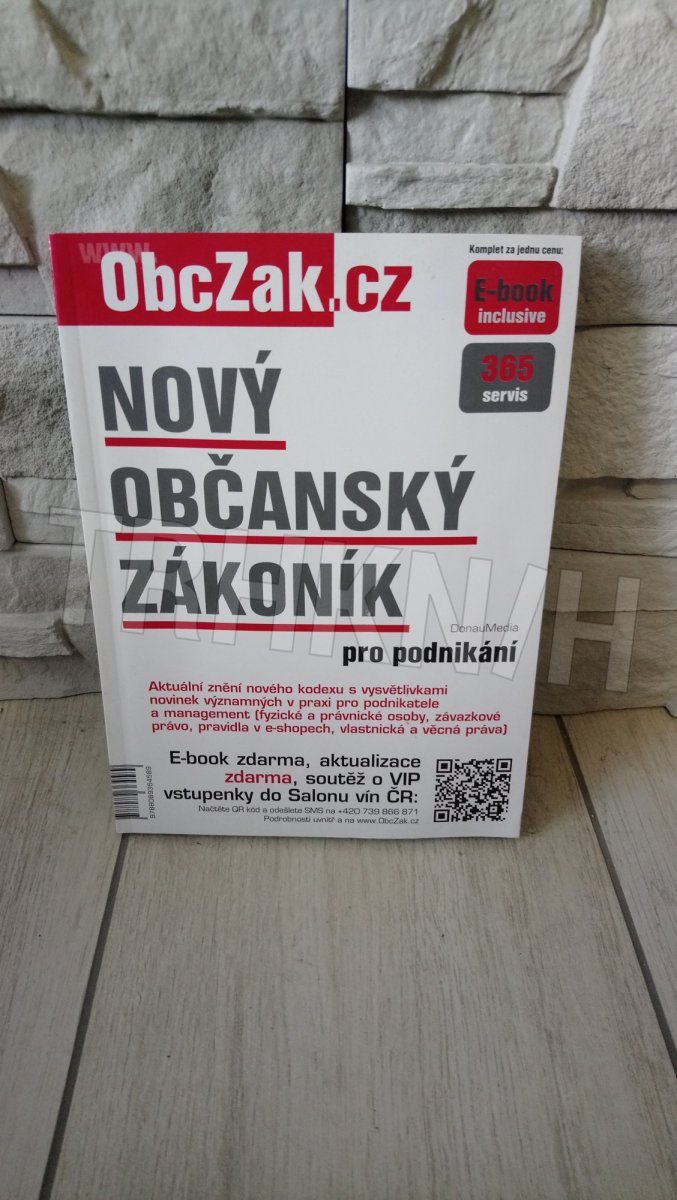 www.
ObcZak.cz
Komplet za jednu cenu:
E-book
inclusive
365
servis
NOVÝ
OBČANSKÝ
ZÁKONÍK
DonauMedia
pro podnikání
Aktuální znění nového kodexu s vysvětlivkami
novinek významných v praxi pro podnikatele
a management (fyzické a právnické osoby, závazkové
právo, pravidla v e-shopech, vlastnická a věcná práva)
E-book zdarma, aktualizace
zdarma, soutěž o VIP
vstupenky do Salonu vín ČR:
Načtěte QR kód a odešlete SMS na +420 739 866 871
Podrobnosti uvnitř a na www.ObcZak.cz
TRHKNIH